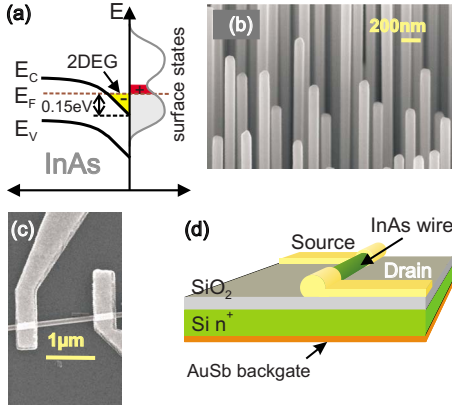 (a)
E
2DEG
E_C
E_F
0.15eV
E_V
InAs
- +
surface states
(b)
200nm
(c)
1µm
(d)
InAs wire
Source
Drain
SiO₂
Si n⁺
AuSb backgate